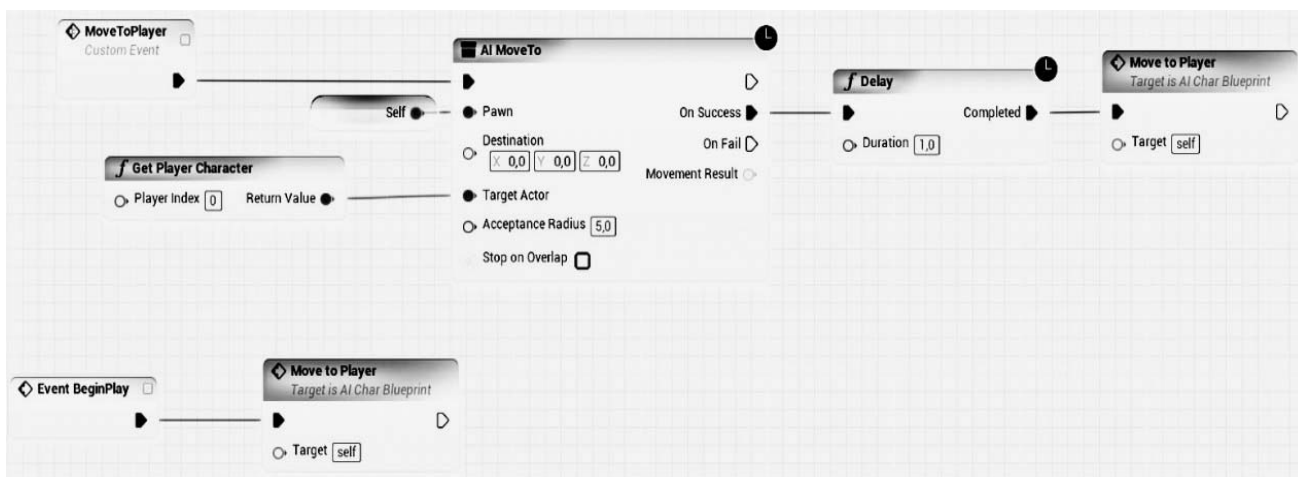 MoveToPlayer
Custom Event
Self
f Get Player Character
Player Index 0 Return Value
AI MoveTo
Pawn
On Success
Destination
X 0,0 Y 0,0 Z 0,0
On Fail
Movement Result
Target Actor
Acceptance Radius 5,0
Stop on Overlap
f Delay
Completed
Duration 1,0
Move to Player
Target is AI Char Blueprint
Target self
Event BeginPlay
Move to Player
Target is AI Char Blueprint
Target self